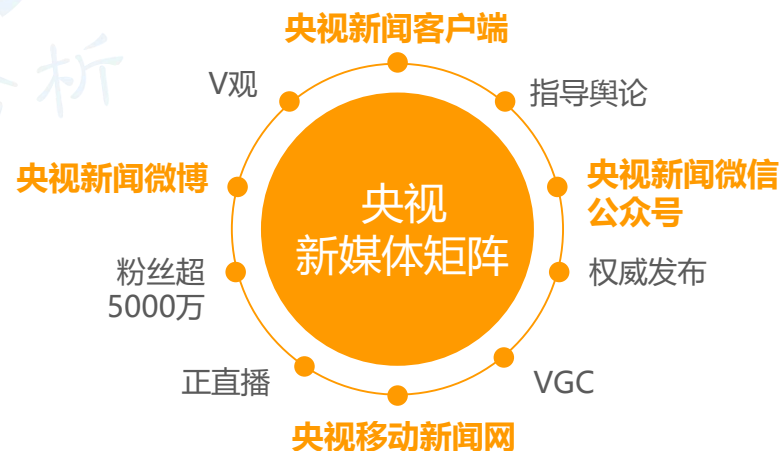 央视新闻客户端
V观
指导舆论
央视新闻微博
央视新闻微信
公众号
央视
新媒体矩阵
粉丝超
5000万
权威发布
正直播
VGC
央视移动新闻网
析